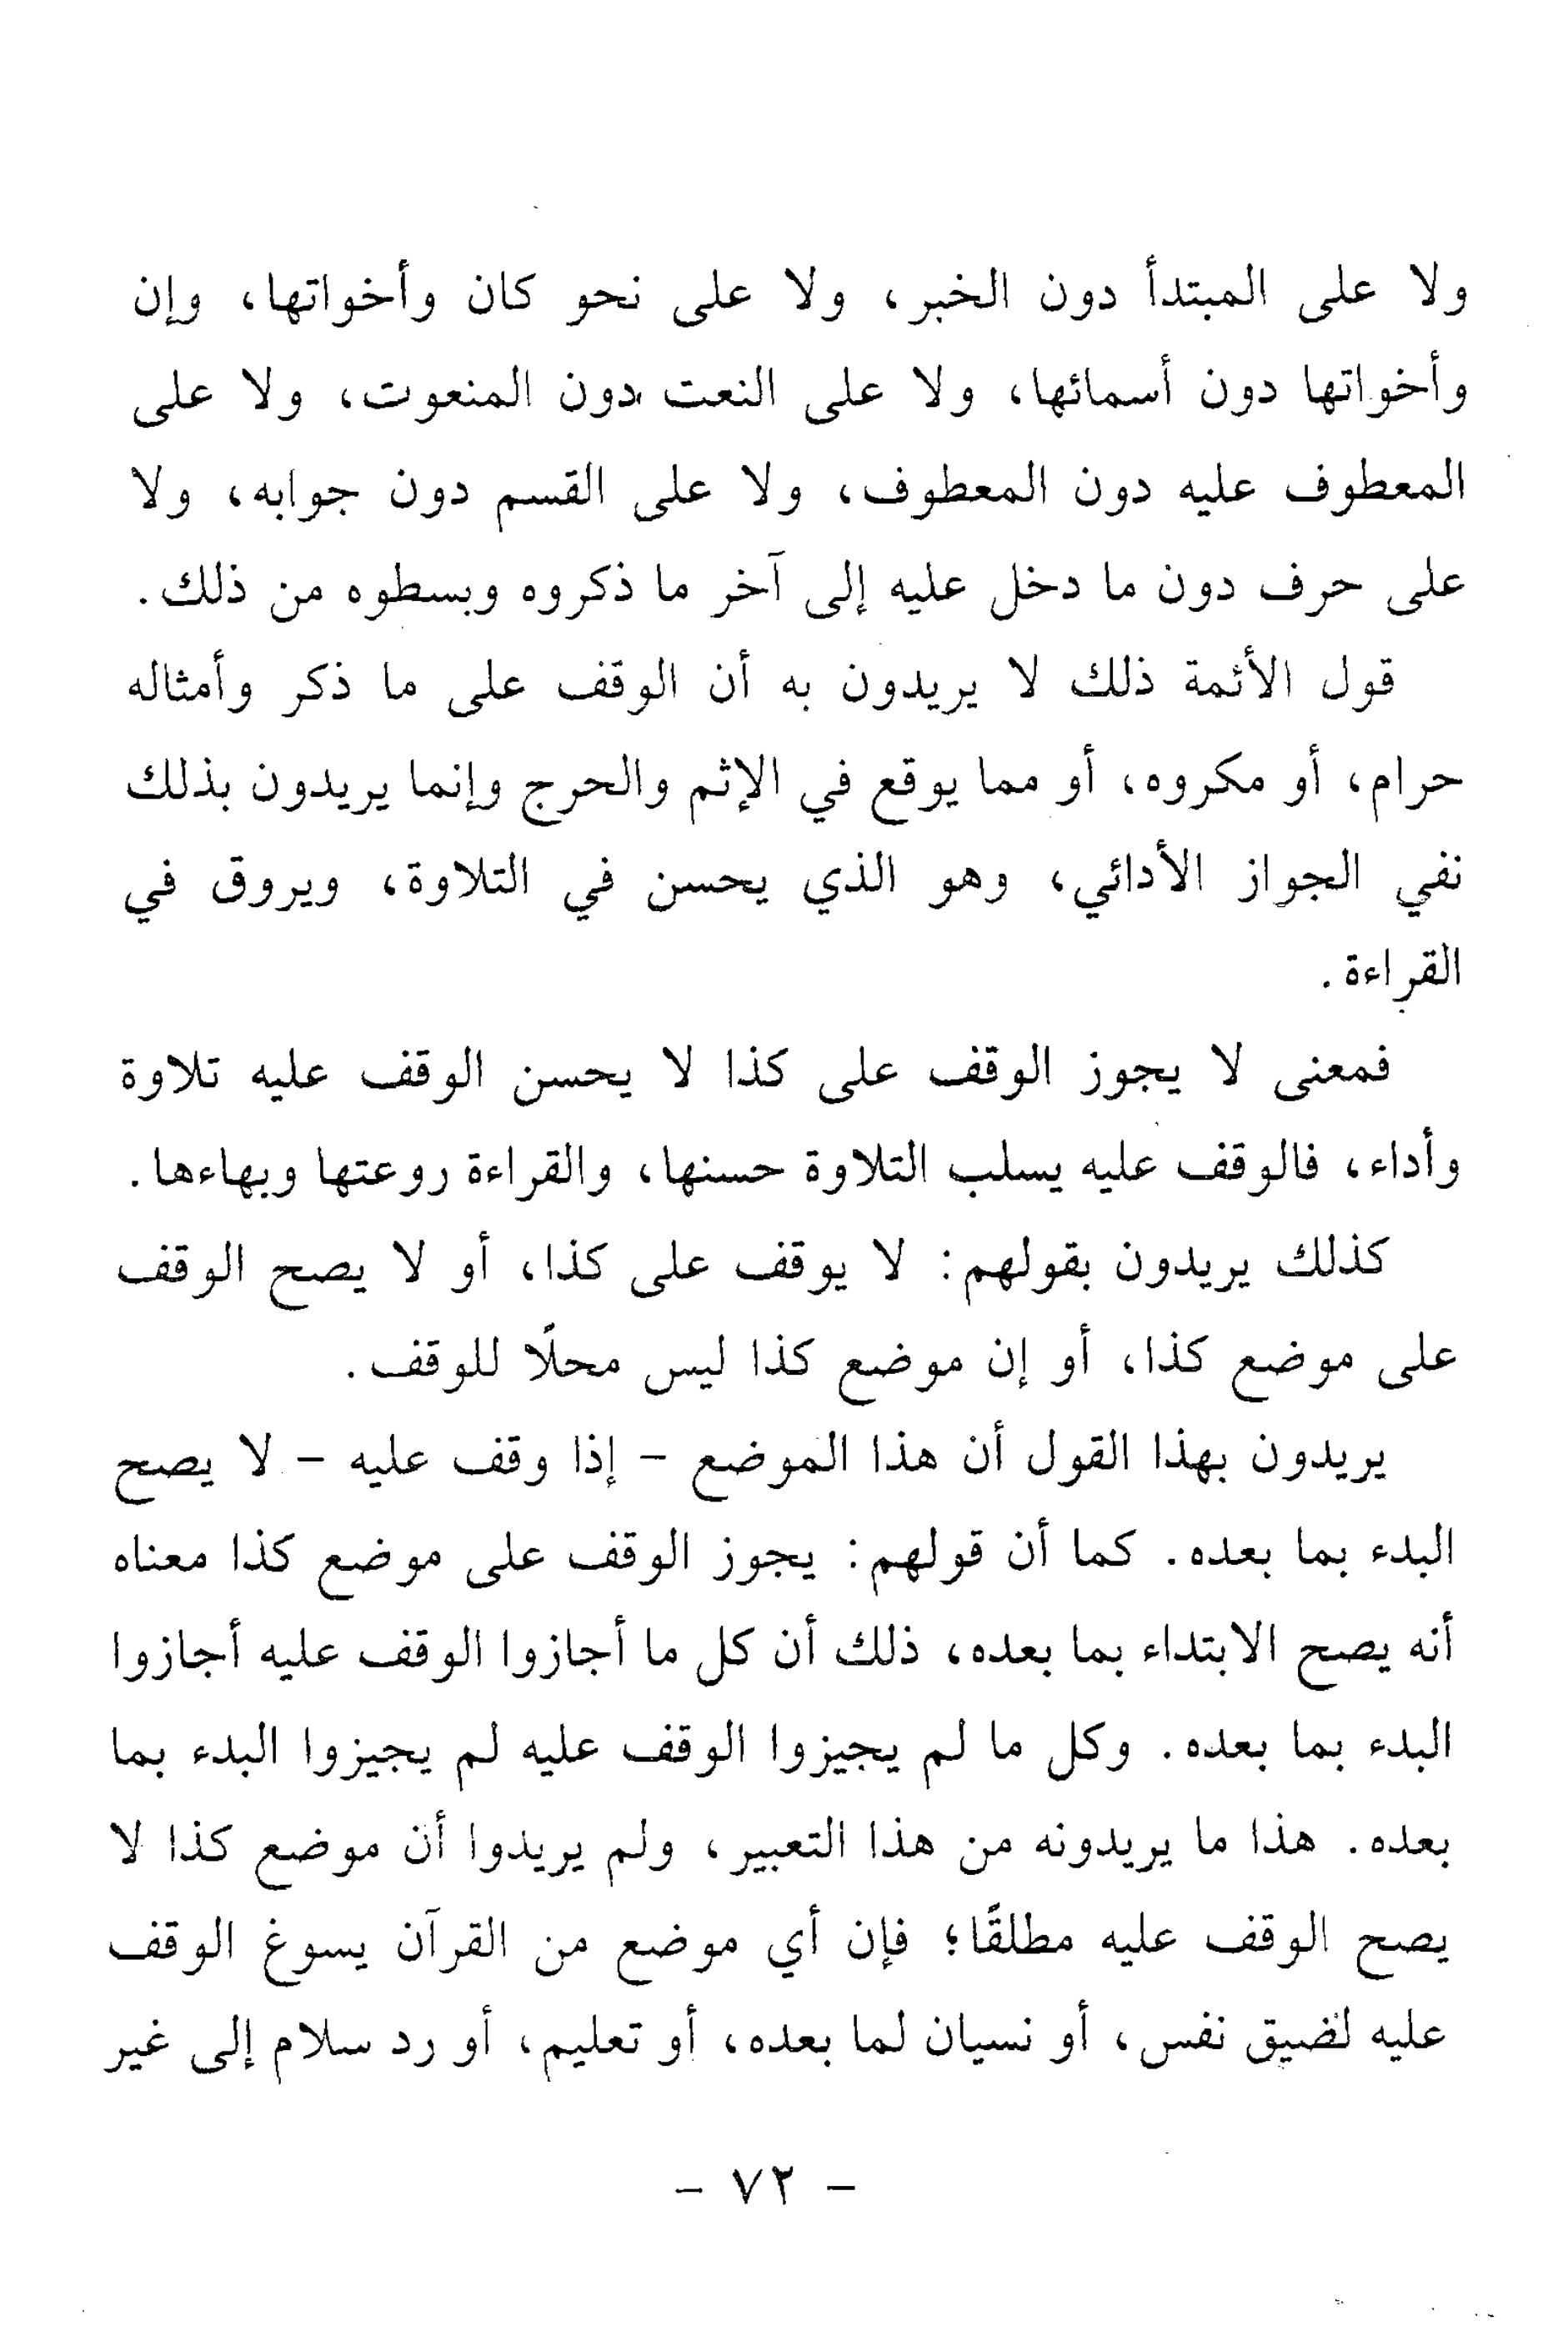 ولا على المبتدأ دون الخبر، ولا على نحو كان وأخواتها، وإن
وأخواتها دون أسمائها، ولا على النعت دون المنعوت، ولا على
المعطوف عليه دون المعطوف، ولا على القسم دون جوابه، ولا
على حرف دون ما دخل عليه إلى آخر ما ذكروه وبسطوه من ذلك.
قول الأئمة ذلك لا يريدون به أن الوقف على ما ذكر وأمثاله
حرام، أو مكروه، أو مما يوقع في الإثم والحرج وإنما يريدون بذلك
نفي الجواز الأدائي، وهو الذي يحسن في التلاوة، ويروق في
القراءة.
فمعنى لا يجوز الوقف على كذا لا يحسن الوقف عليه تلاوة
وأداء، فالوقف عليه يسلب التلاوة حسنها، والقراءة روعتها وبهاءها.
كذلك يريدون بقولهم: لا يوقف على كذا، أو لا يصح الوقف
على موضع كذا، أو إن موضع كذا ليس محلًا للوقف.
يريدون بهذا القول أن هذا الموضع - إذا وقف عليه - لا يصح
البدء بما بعده. كما أن قولهم: يجوز الوقف على موضع كذا معناه
أنه يصح الابتداء بما بعده، ذلك أن كل ما أجازوا الوقف عليه أجازوا
البدء بما بعده. وكل ما لم يجيزوا الوقف عليه لم يجيزوا البدء بما
بعده. هذا ما يريدونه من هذا التعبير، ولم يريدوا أن موضع كذا لا
يصح الوقف عليه مطلقًا؛ فإن أي موضع من القرآن يسوغ الوقف
عليه لضيق نفس، أو نسيان لما بعده، أو تعليم، أو رد سلام إلى غير
- ٧٢ -